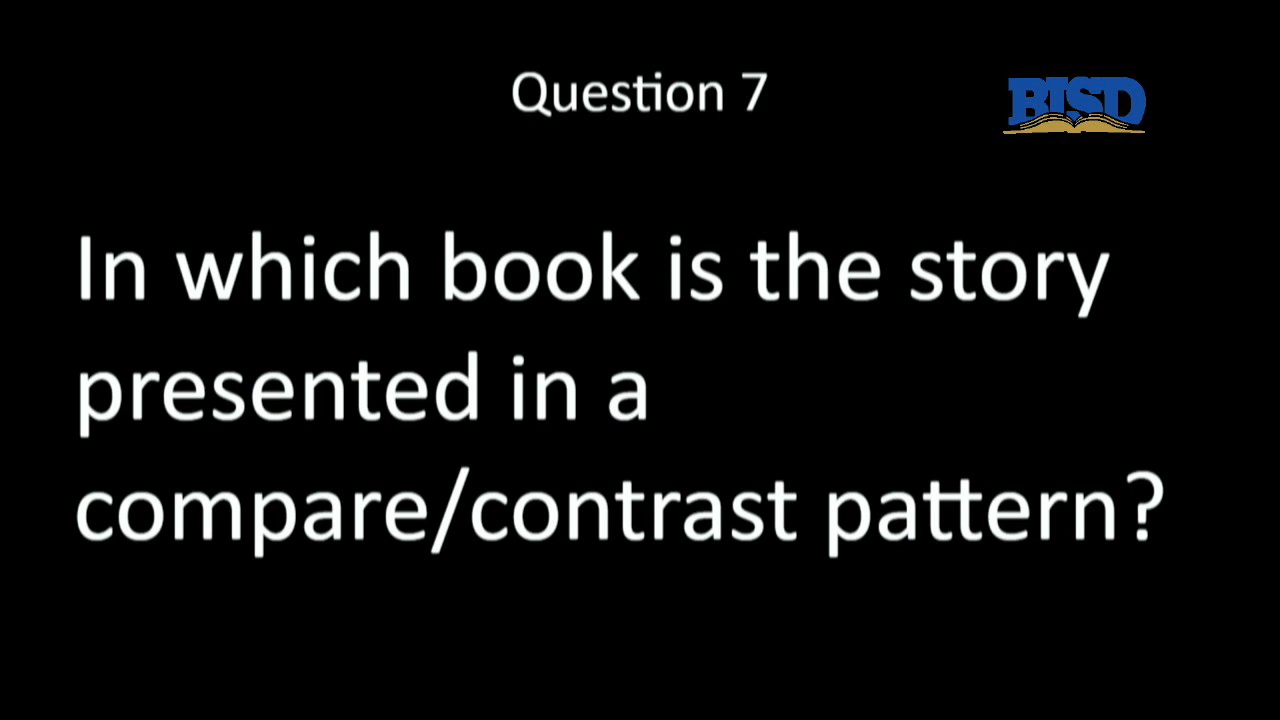 Question 7
BISD
In which book is the story
presented in a
compare/contrast pattern?